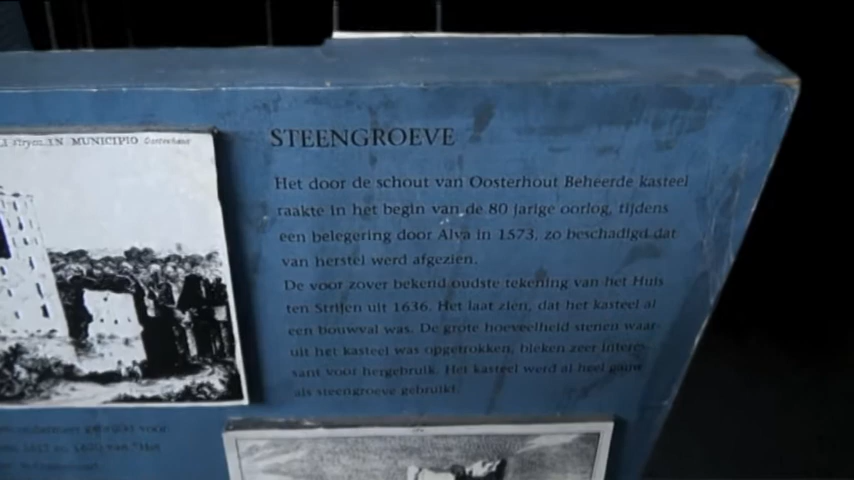 IN MUNICIPIO
STEENGROEVE
Het door de schout van Oosterhout Beheerde kasteel
raakte in het begin van de 80 jarige oorlog, tijdens
een belegering door Alva in 1573, zo beschadigd dat
van herstel werd afgezien.
De voor zover bekend oudste tekening van het Huis
ten Strijen uit 1636. Het laat zien, dat het kasteel al
een bouwval was. De grote hoeveelheid stenen waar-
uit het kasteel was opgetrokken, bleken zeer interes-
sant voor hergebruik. Het kasteel werd al heel gauw
als steengroeve gebruikt.